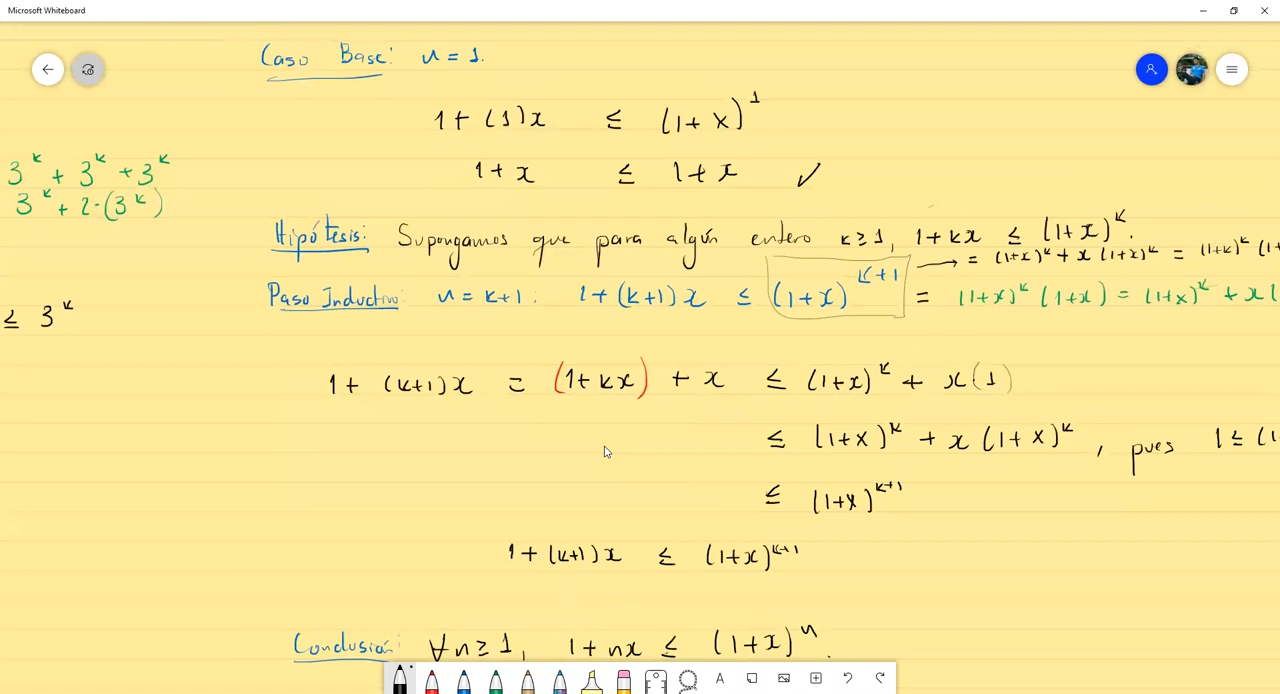 Microsoft Whiteboard
Caso Base: n = 1.
1 + (1)x ≤ (1 + x)^1
1 + x ≤ 1 + x ✓
3^k + 3^k + 3^k
3^k + 2·(3^k)
Hipótesis: Supongamos que para algún entero k ≥ 1, 1 + kx ≤ (1 + x)^k.
= (1+x)^k + x(1+x)^k = (1+x)^k (1+
Paso Inductivo: n = k+1: 1 + (k+1)x ≤ (1+x)^k+1 = (1+x)^k (1+x) = (1+x)^k + x(
≤ 3^k
1 + (k+1)x = (1 + kx) + x ≤ (1+x)^k + x(1)
≤ (1+x)^k + x(1+x)^k, pues 1 ≤ (1
≤ (1+x)^k+1
1 + (k+1)x ≤ (1+x)^k+1
Conclusión: ∀n ≥ 1, 1 + nx ≤ (1+x)^n.
A